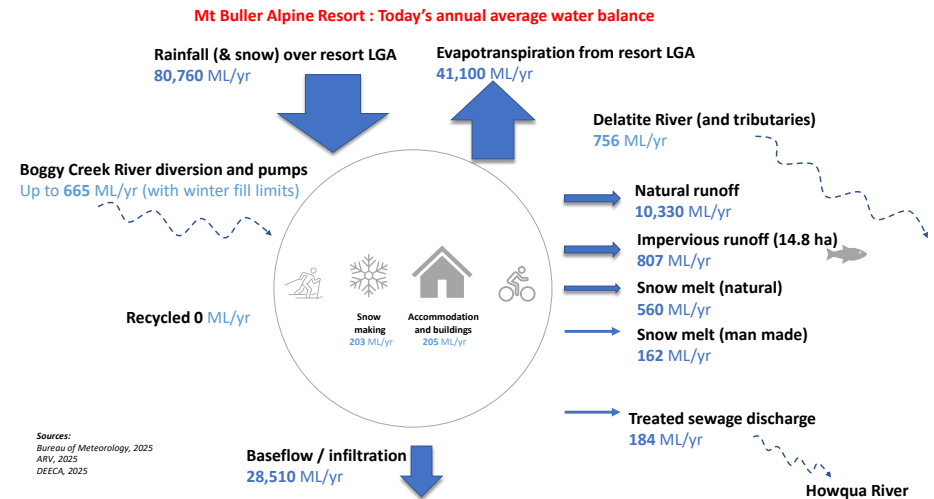 Mt Buller Alpine Resort : Today’s annual average water balance
Rainfall (& snow) over resort LGA
80,760 ML/yr
Evapotranspiration from resort LGA
41,100 ML/yr
Delatite River (and tributaries)
756 ML/yr
Boggy Creek River diversion and pumps
Up to 665 ML/yr (with winter fill limits)
Natural runoff
10,330 ML/yr
Impervious runoff (14.8 ha)
807 ML/yr
Snow melt (natural)
560 ML/yr
Snow melt (man made)
162 ML/yr
Recycled 0 ML/yr
Snow
making
203 ML/yr
Accommodation
and buildings
205 ML/yr
Treated sewage discharge
184 ML/yr
Howqua River
Baseflow / infiltration
28,510 ML/yr
Sources:
Bureau of Meteorology, 2025
ARV, 2025
DEECA, 2025